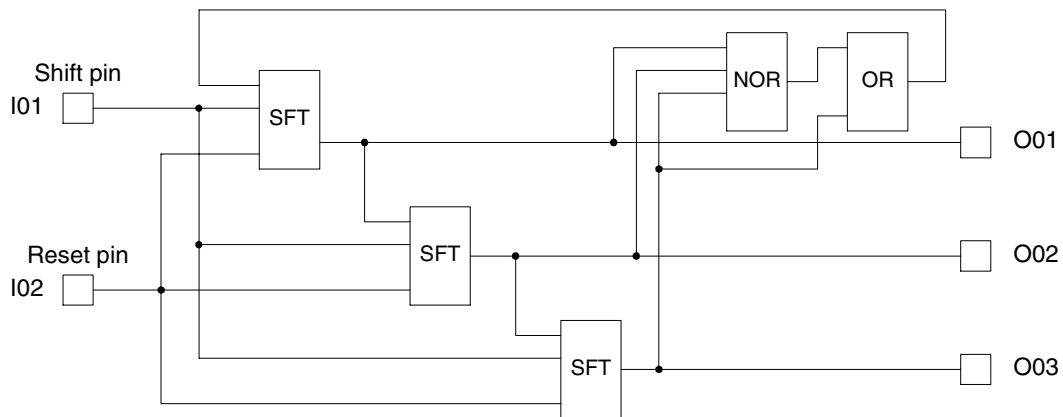 Shift pin
I01
SFT
NOR
OR
O01
Reset pin
I02
SFT
O02
SFT
O03